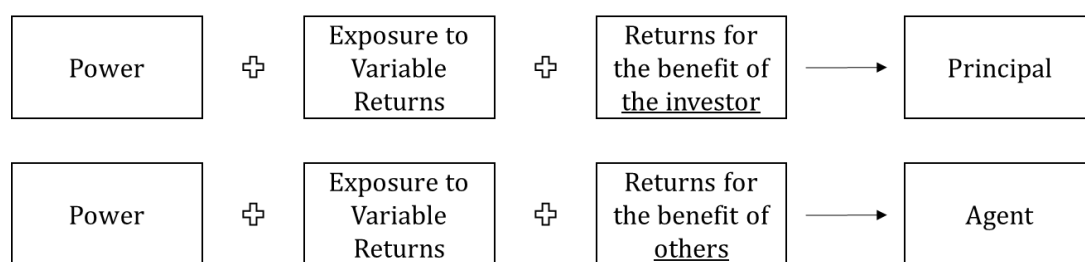 Power
Exposure to
Variable
Returns
Returns for
the benefit of
the investor
Principal
Power
Exposure to
Variable
Returns
Returns for
the benefit of
others
Agent